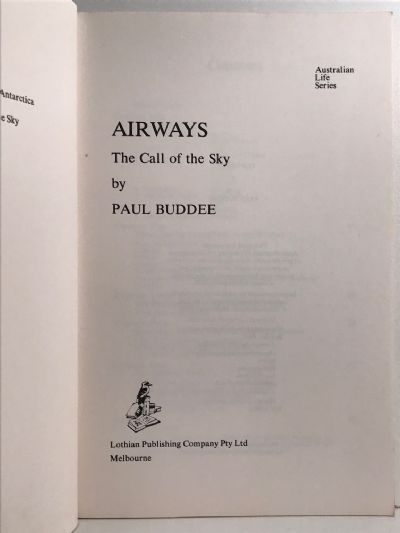 Antarctica
e Sky
Australian
Life
Series
AIRWAYS
The Call of the Sky
by
PAUL BUDDEE
Lothian Publishing Company Pty Ltd
Melbourne